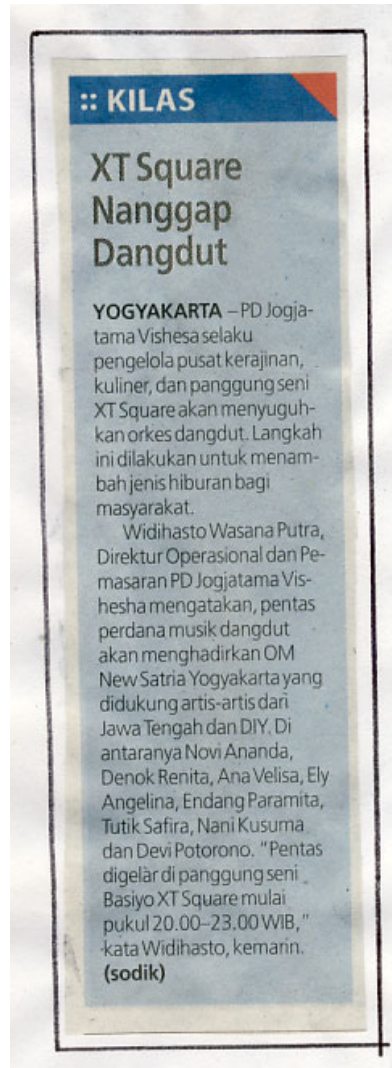 :: KILAS
XT Square
Nanggap
Dangdut
YOGYAKARTA – PD Jogja-
tama Vishesa selaku
pengelola pusat kerajinan,
kuliner, dan panggung seni
XT Square akan menyuguh-
kan orkes dangdut. Langkah
ini dilakukan untuk menam-
bah jenis hiburan bagi
masyarakat.
Widihasto Wasana Putra,
Direktur Operasional dan Pe-
masaran PD Jogjatama Vis-
hesha mengatakan, pentas
perdana musik dangdut
akan menghadirkan OM
New Satria Yogyakarta yang
didukung artis-artis dari
Jawa Tengah dan DIY. Di
antaranya Novi Ananda,
Denok Renita, Ana Velisa, Ely
Angelina, Endang Paramita,
Tutik Safira, Nani Kusuma
dan Devi Potorono. "Pentas
digelar di panggung seni
Basiyo XT Square mulai
pukul 20.00–23.00 WIB,"
kata Widihasto, kemarin.
(sodik)